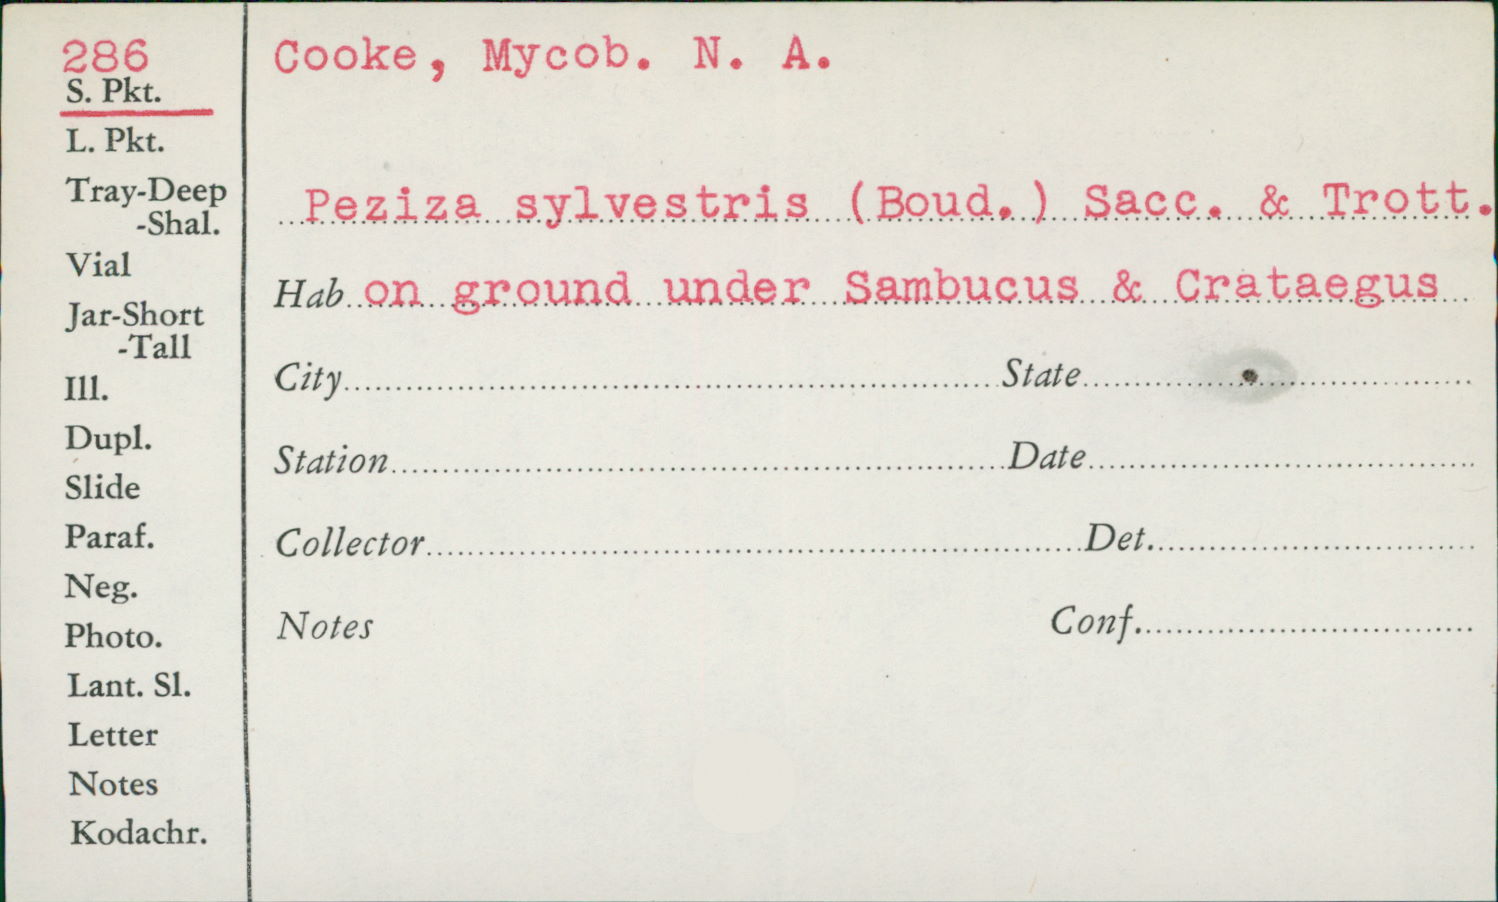 286
S. Pkt.
L. Pkt.
Tray-Deep
-Shal.
Vial
Jar-Short
-Tall
Ill.
Dupl.
Slide
Paraf.
Neg.
Photo.
Lant. Sl.
Letter
Notes
Kodachr.
Cooke, Mycob. N. A.
Peziza sylvestris (Boud.) Sacc. & Trott.
Hab on ground under Sambucus & Crataegus
City State
Station Date
Collector Det.
Notes Conf.